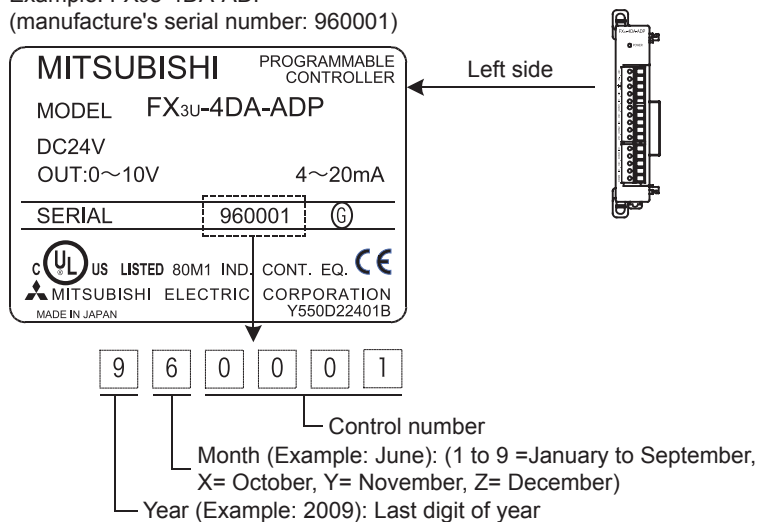 (manufacture's serial number: 960001)
MITSUBISHI PROGRAMMABLE CONTROLLER
MODEL FX3U-4DA-ADP
DC24V
OUT:0～10V 4～20mA
SERIAL 960001 G
C UL ® US LISTED 80M1 IND. CONT. EQ. CE
MITSUBISHI ELECTRIC CORPORATION
MADE IN JAPAN Y550D22401B
Left side
FX3U-4DA-ADP
POWER
9 6 0 0 0 1
Control number
Month (Example: June): (1 to 9 =January to September,
X= October, Y= November, Z= December)
Year (Example: 2009): Last digit of year